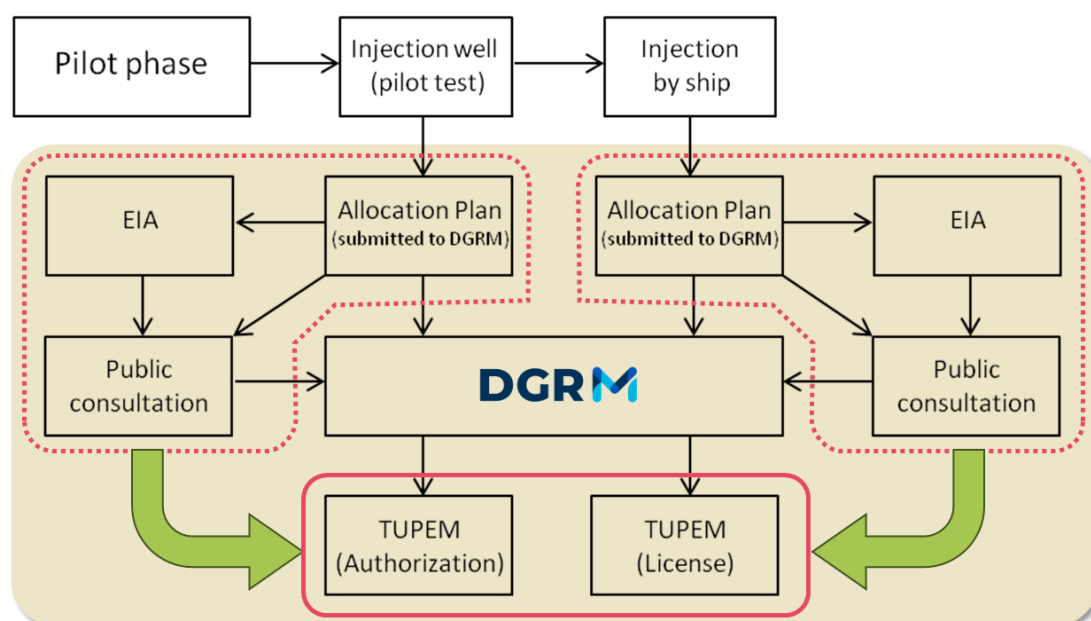 Pilot phase
Injection well
(pilot test)
Injection
by ship
EIA
Allocation Plan
(submitted to DGRM)
Allocation Plan
(submitted to DGRM)
EIA
Public
consultation
DGRM
Public
consultation
TUPEM
(Authorization)
TUPEM
(License)